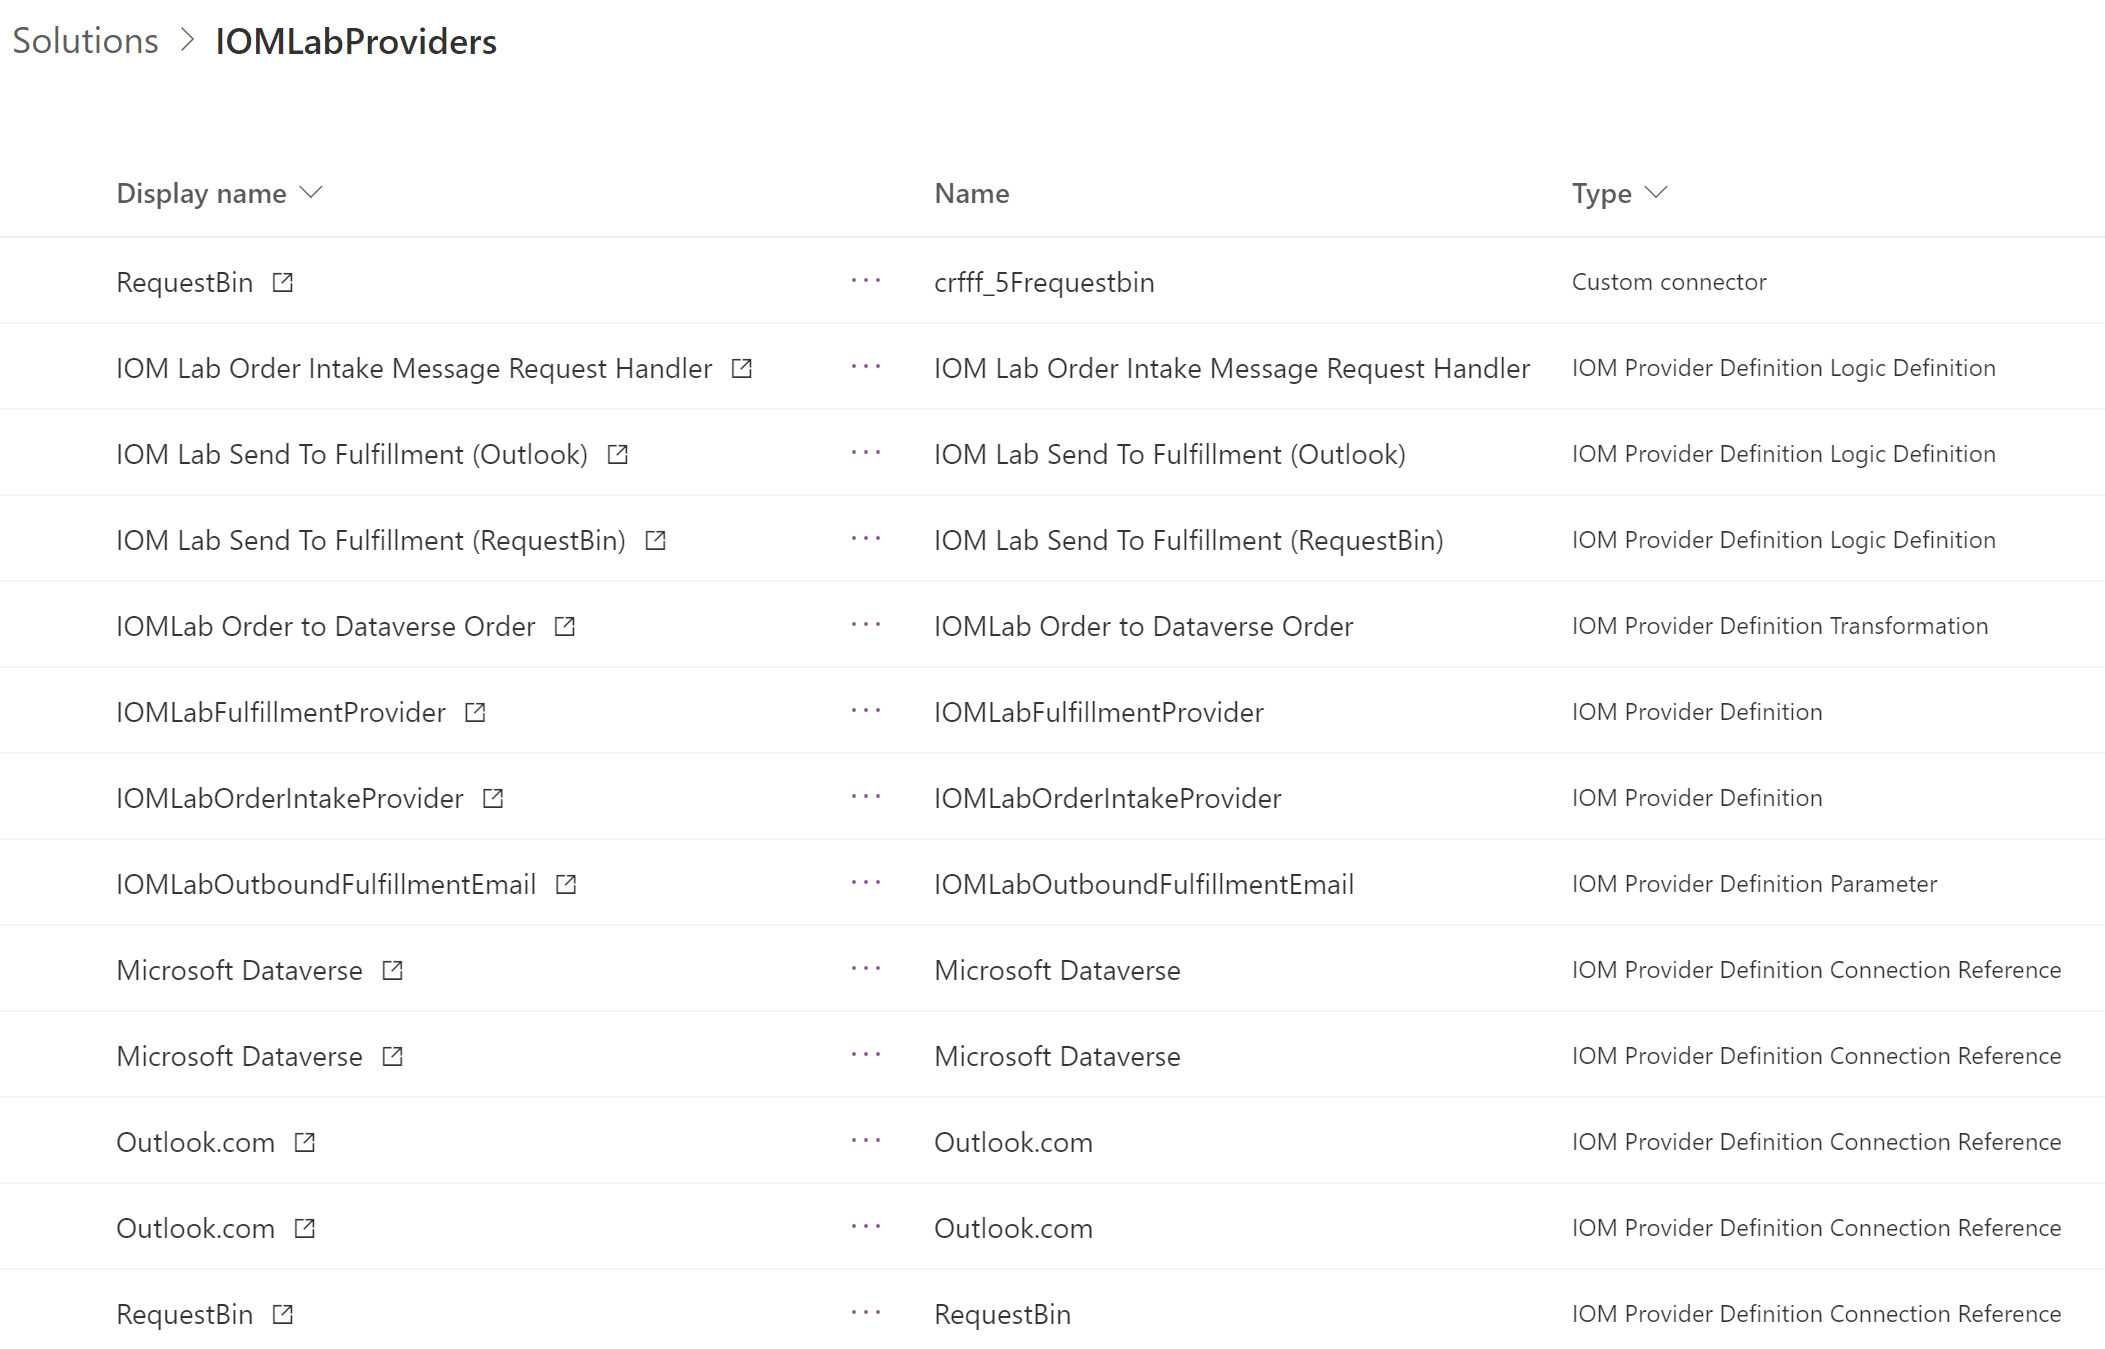 Solutions > IOMLabProviders
Display name Name Type
RequestBin ··· crfff_5Frequestbin Custom connector
IOM Lab Order Intake Message Request Handler ··· IOM Lab Order Intake Message Request Handler IOM Provider Definition Logic Definition
IOM Lab Send To Fulfillment (Outlook) ··· IOM Lab Send To Fulfillment (Outlook) IOM Provider Definition Logic Definition
IOM Lab Send To Fulfillment (RequestBin) ··· IOM Lab Send To Fulfillment (RequestBin) IOM Provider Definition Logic Definition
IOMLab Order to Dataverse Order ··· IOMLab Order to Dataverse Order IOM Provider Definition Transformation
IOMLabFulfillmentProvider ··· IOMLabFulfillmentProvider IOM Provider Definition
IOMLabOrderIntakeProvider ··· IOMLabOrderIntakeProvider IOM Provider Definition
IOMLabOutboundFulfillmentEmail ··· IOMLabOutboundFulfillmentEmail IOM Provider Definition Parameter
Microsoft Dataverse ··· Microsoft Dataverse IOM Provider Definition Connection Reference
Microsoft Dataverse ··· Microsoft Dataverse IOM Provider Definition Connection Reference
Outlook.com ··· Outlook.com IOM Provider Definition Connection Reference
Outlook.com ··· Outlook.com IOM Provider Definition Connection Reference
RequestBin ··· RequestBin IOM Provider Definition Connection Reference